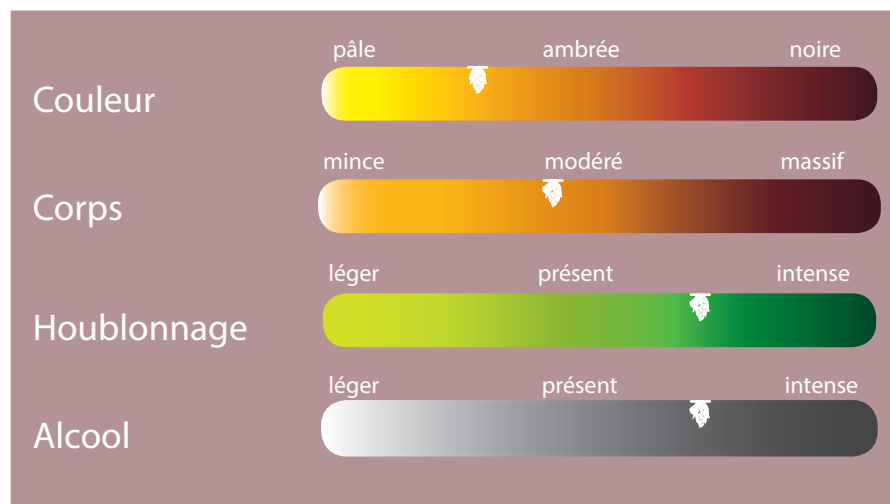 pâle ambrée noire
Couleur
mince modéré massif
Corps
léger présent intense
Houblonnage
léger présent intense
Alcool